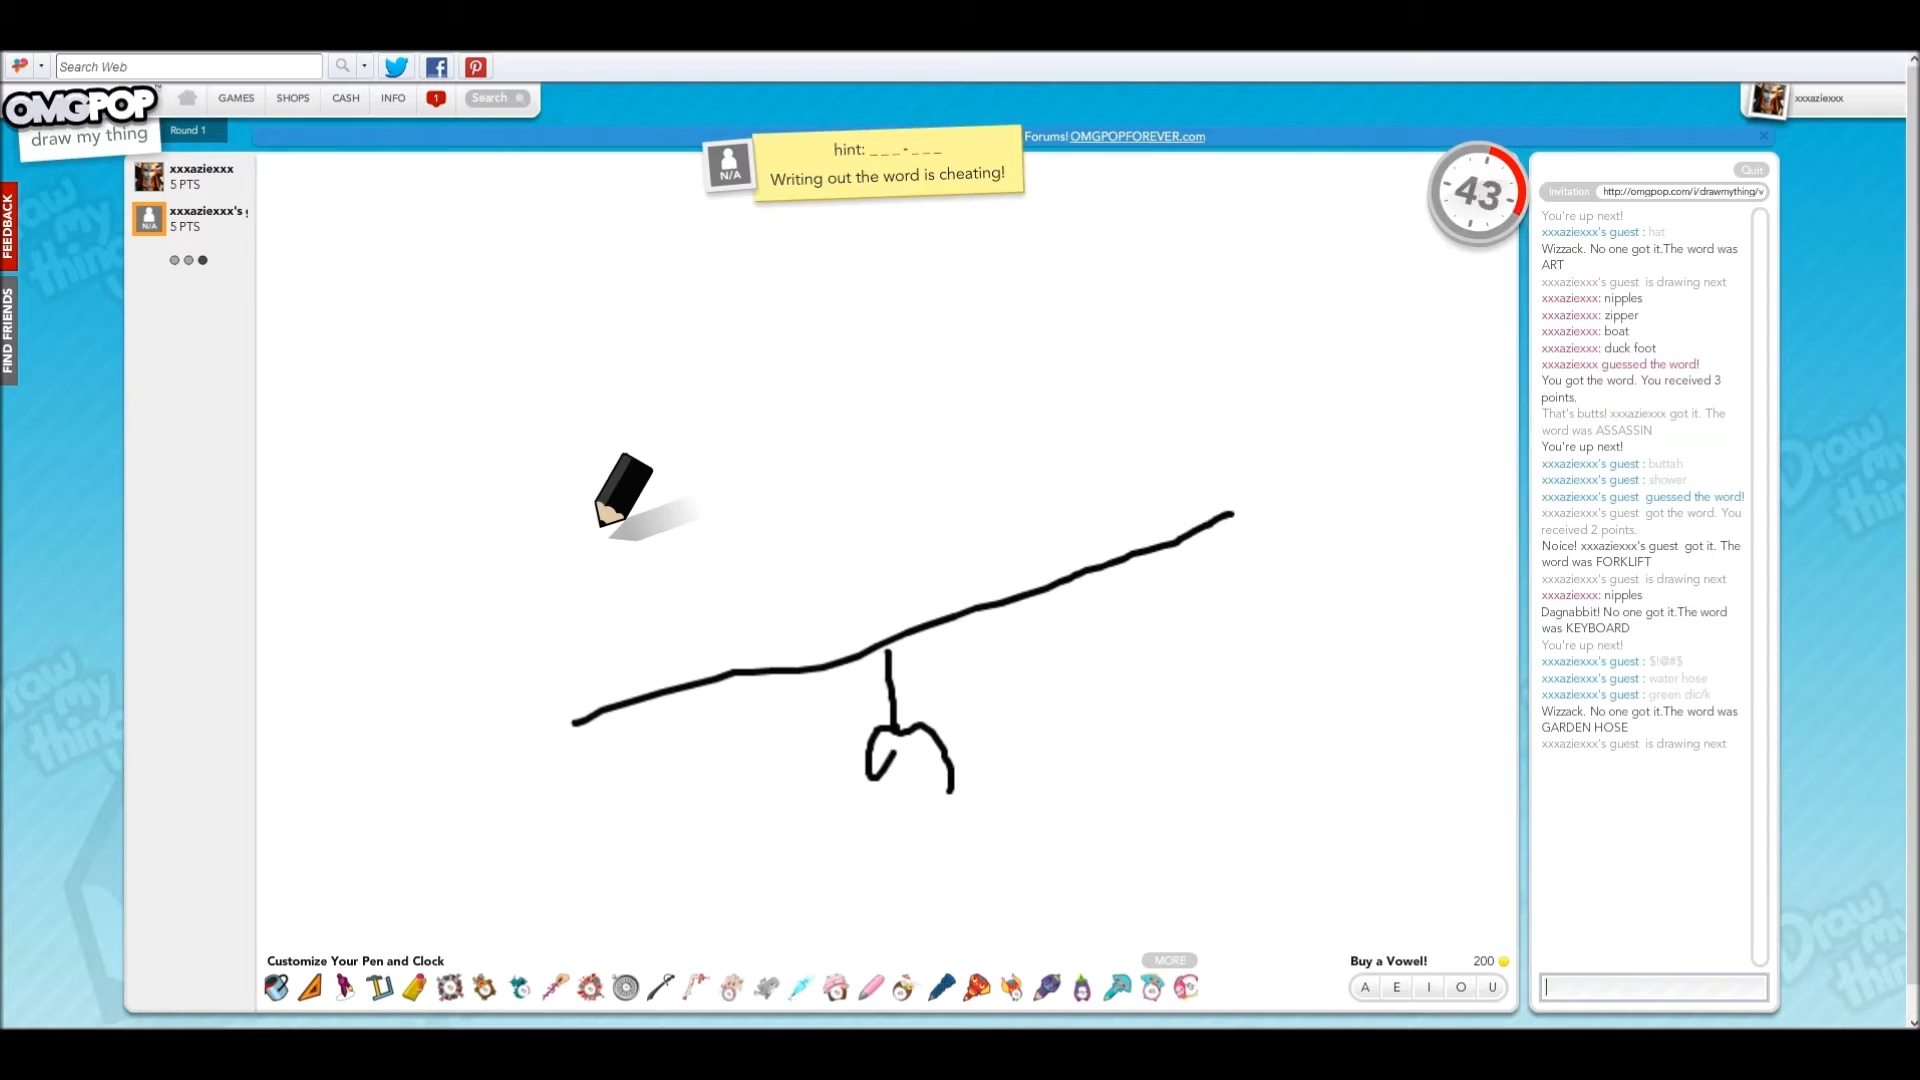 Search Web
OMGPOP
GAMES
SHOPS
CASH
INFO
1
Search
xxxaziexxx
draw my thing
Round 1
Forums! OMGPOPFOREVER.com
hint: _ _ _ - _ _ _
Writing out the word is cheating!
N/A
43
xxxaziexxx
5 PTS
N/A
xxxaziexxx's
5 PTS
FEEDBACK
FIND FRIENDS
Quit
Invitation
http://omgpop.com/i/drawmything/v
You're up next!
xxxaziexxx's guest : hat
Wizzack. No one got it.The word was
ART
xxxaziexxx's guest is drawing next
xxxaziexxx: nipples
xxxaziexxx: zipper
xxxaziexxx: boat
xxxaziexxx: duck foot
xxxaziexxx guessed the word!
You got the word. You received 3
points.
That's butts! xxxaziexxx got it. The
word was ASSASSIN
You're up next!
xxxaziexxx's guest : buttah
xxxaziexxx's guest : shower
xxxaziexxx's guest guessed the word!
xxxaziexxx's guest got the word. You
received 2 points.
Noice! xxxaziexxx's guest got it. The
word was FORKLIFT
xxxaziexxx's guest is drawing next
xxxaziexxx: nipples
Dagnabbit! No one got it.The word
was KEYBOARD
You're up next!
xxxaziexxx's guest : $!@#$
xxxaziexxx's guest : water hose
xxxaziexxx's guest : green dic/k
Wizzack. No one got it.The word was
GARDEN HOSE
xxxaziexxx's guest is drawing next
Customize Your Pen and Clock
MORE
Buy a Vowel!
200
A E I O U